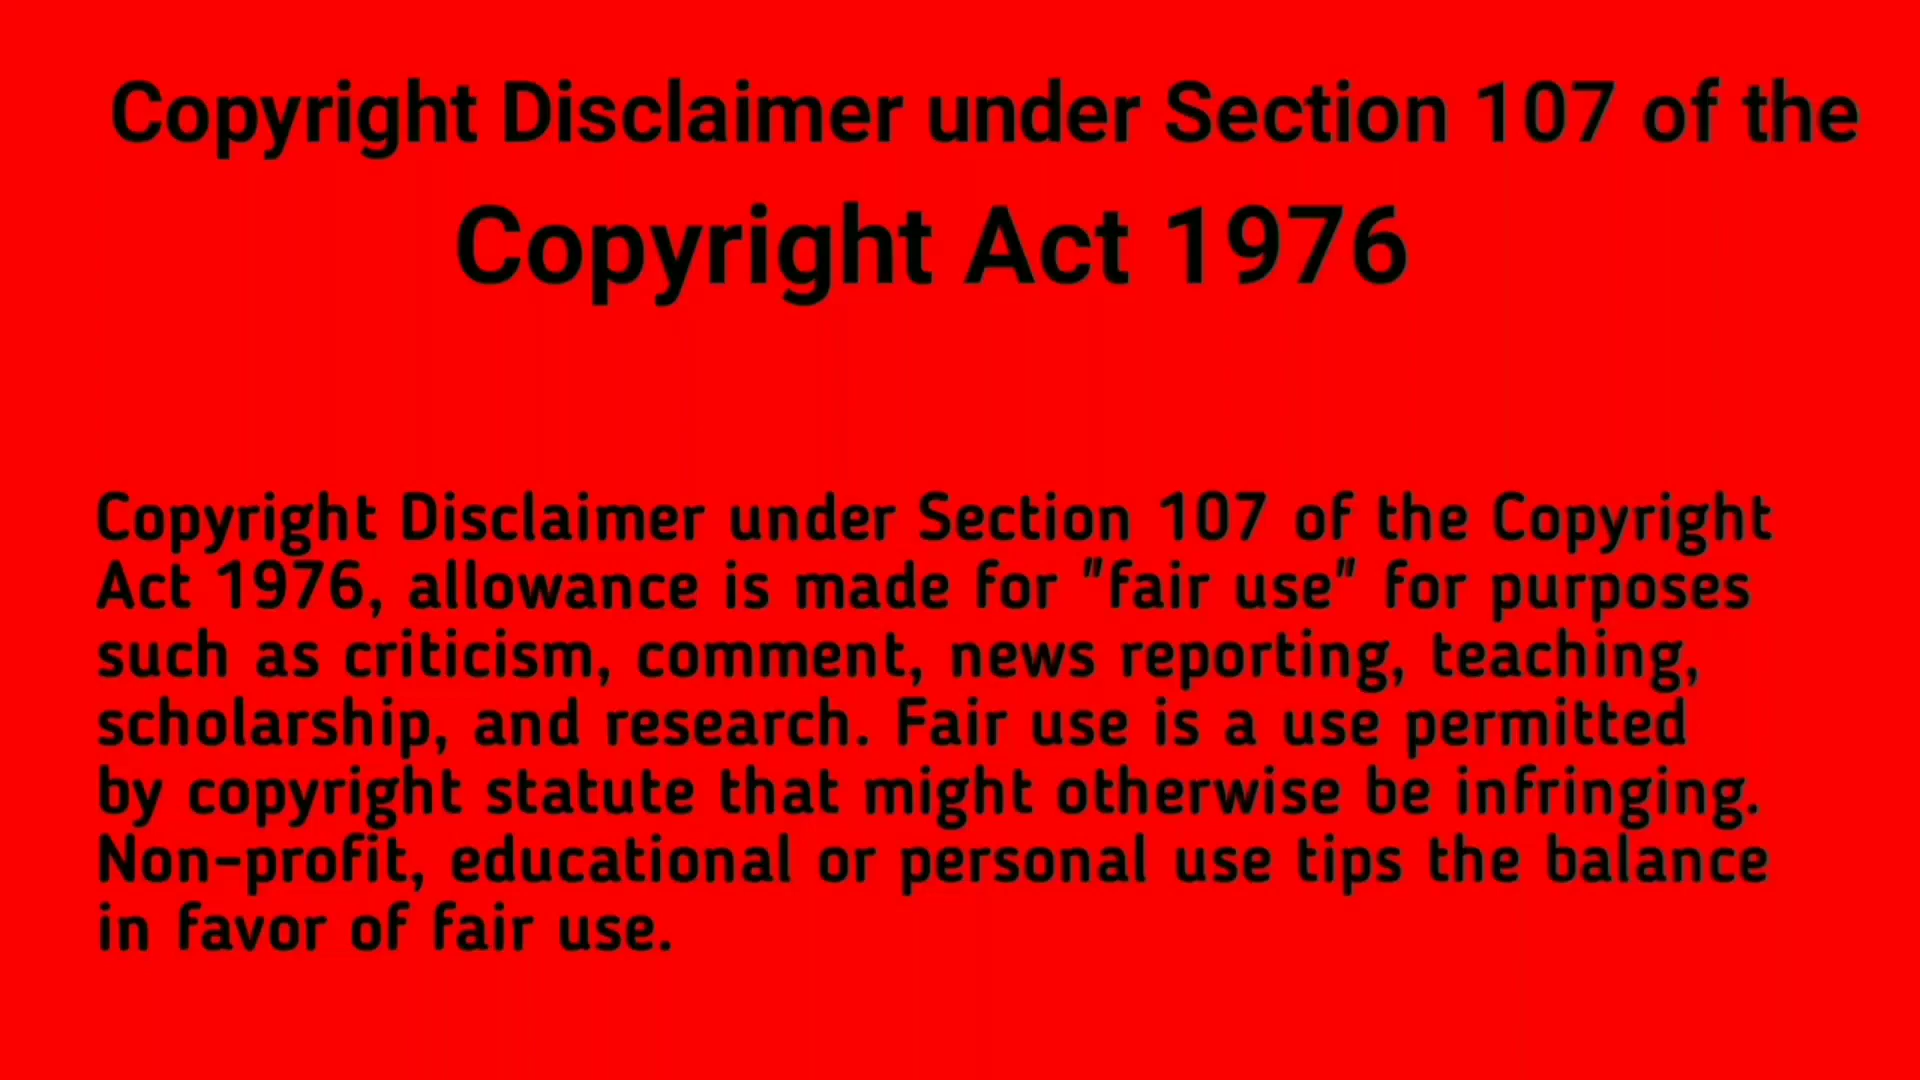 Copyright Disclaimer under Section 107 of the
Copyright Act 1976
Copyright Disclaimer under Section 107 of the Copyright
Act 1976, allowance is made for "fair use" for purposes
such as criticism, comment, news reporting, teaching,
scholarship, and research. Fair use is a use permitted
by copyright statute that might otherwise be infringing.
Non-profit, educational or personal use tips the balance
in favor of fair use.